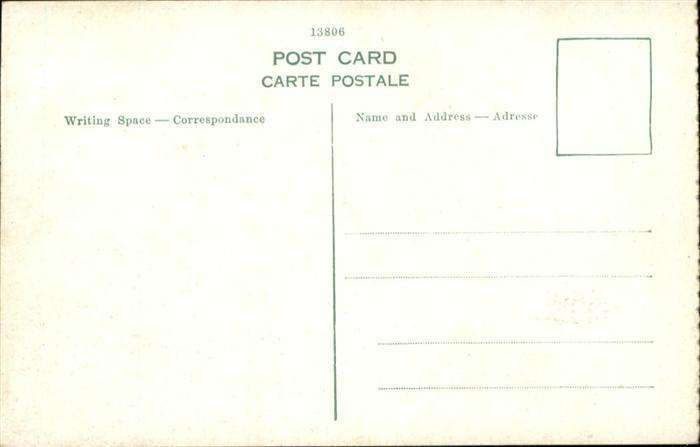 13806
POST CARD
CARTE POSTALE
Writing Space — Correspondance
Name and Address — Adresse